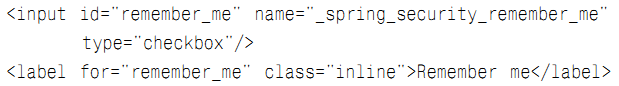 <input id="remember_me" name="_spring_security_remember_me"
type="checkbox"/>
<label for="remember_me" class="inline">Remember me</label>